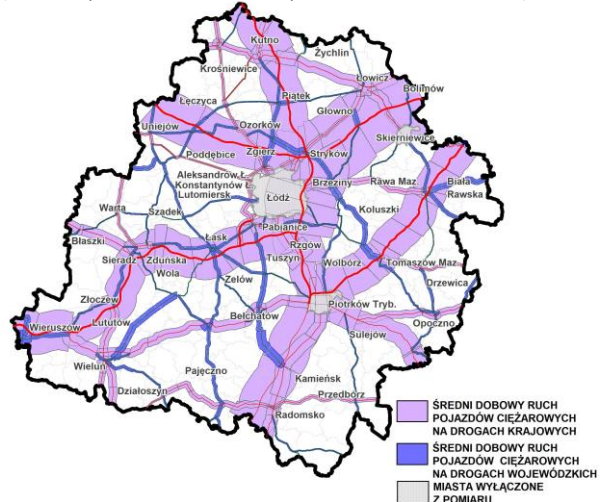 Kutno
Żychlin
Krośniewice
Łowicz
Bolimów
Piątek
Łęczyca
Głowno
Uniejów
Ozorków
Skierniewice
Zgierz
Stryków
Poddębice
Aleksandrów Ł.
Konstantynów Ł.
Lutomiersk
Brzeziny
Rawa Maz.
Biała
Rawska
Łódź
Warta
Szadek
Koluszki
Pabianice
Błaszki
Łask
Rzgów
Sieradz
Zduńska
Wola
Tuszyn
Wolbórz
Tomaszów Maz.
Drzewica
Zelów
Złoczew
Piotrków Tryb.
Wieruszów
Lututów
Bełchatów
Opoczno
Sulejów
Wieluń
Pajęczno
Kamieńsk
Działoszyn
Przedbórz
Radomsko
ŚREDNI DOBOWY RUCH
POJAZDÓW CIĘŻAROWYCH
NA DROGACH KRAJOWYCH
ŚREDNI DOBOWY RUCH
POJAZDÓW CIĘŻAROWYCH
NA DROGACH WOJEWÓDZKICH
MIASTA WYŁĄCZONE
Z POMIARU